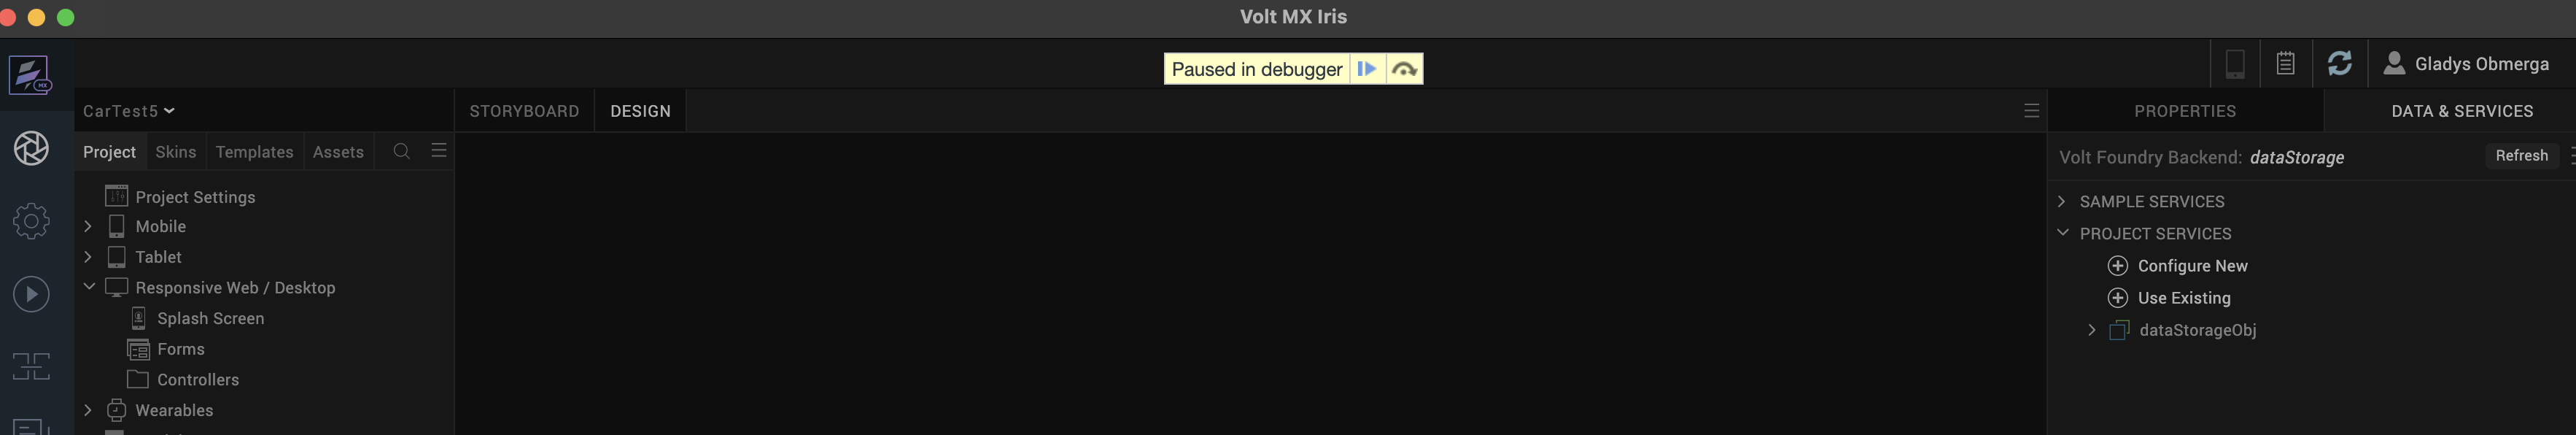 Volt MX Iris
MX
Paused in debugger
Gladys Obmerga
CarTest5
STORYBOARD
DESIGN
PROPERTIES
DATA & SERVICES
Project
Skins
Templates
Assets
Volt Foundry Backend: dataStorage
Refresh
Project Settings
Mobile
Tablet
Responsive Web / Desktop
Splash Screen
Forms
Controllers
Wearables
SAMPLE SERVICES
PROJECT SERVICES
Configure New
Use Existing
dataStorageObj